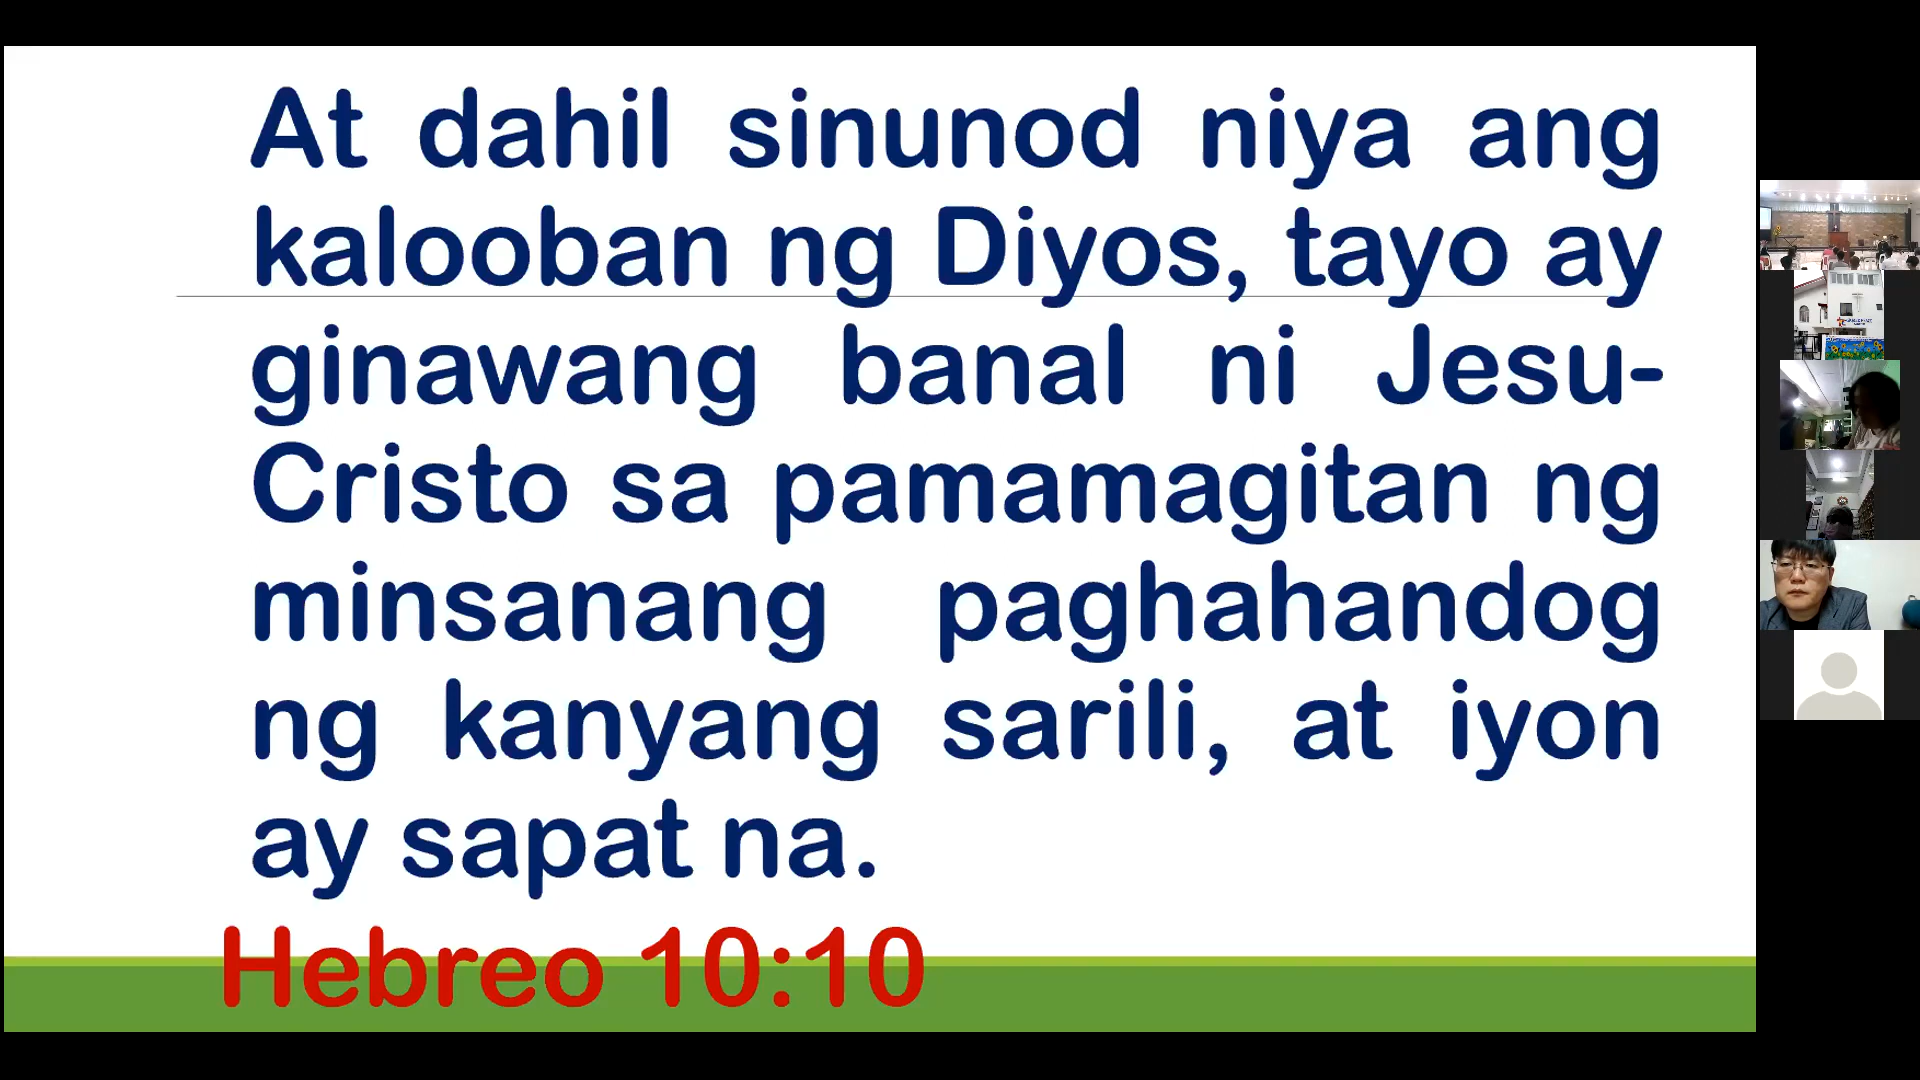 At dahil sinunod niya ang
kalooban ng Diyos, tayo ay
ginawang banal ni Jesu-
Cristo sa pamamagitan ng
minsanang paghahandog
ng kanyang sarili, at iyon
ay sapat na.
Hebreo 10:10